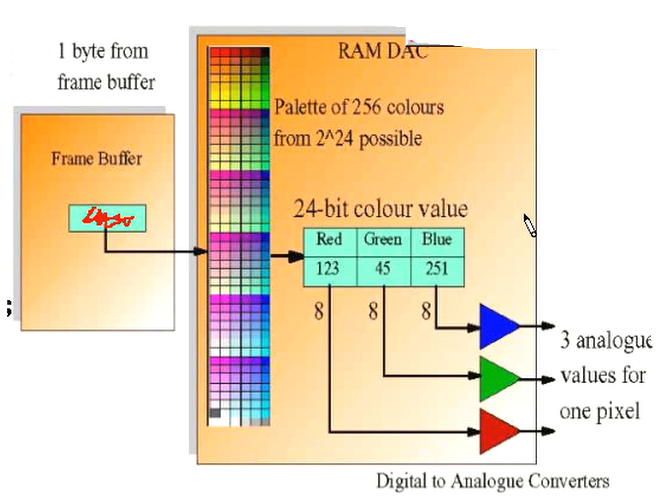 1 byte from
frame buffer
RAM DAC
Palette of 256 colours
from 2^24 possible
Frame Buffer
24-bit colour value
Red Green Blue
123 45 251
8 8 8
3 analogue
values for
one pixel
Digital to Analogue Converters